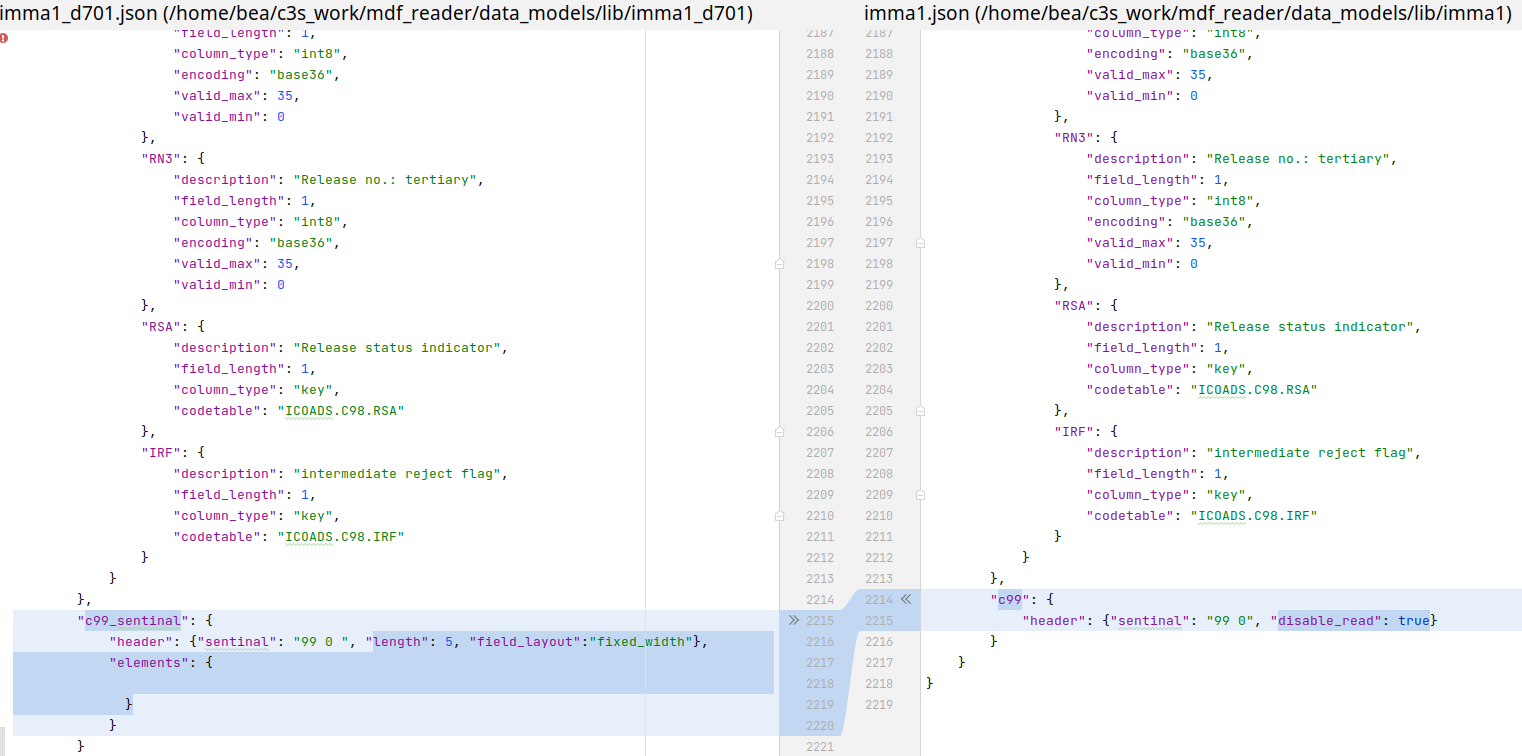 imma1_d701.json (/home/bea/c3s_work/mdf_reader/data_models/lib/imma1_d701)
"field_length": 1,
"column_type": "int8",
"encoding": "base36",
"valid_max": 35,
"valid_min": 0
},
"RN3": {
"description": "Release no.: tertiary",
"field_length": 1,
"column_type": "int8",
"encoding": "base36",
"valid_max": 35,
"valid_min": 0
},
"RSA": {
"description": "Release status indicator",
"field_length": 1,
"column_type": "key",
"codetable": "ICOADS.C98.RSA"
},
"IRF": {
"description": "intermediate reject flag",
"field_length": 1,
"column_type": "key",
"codetable": "ICOADS.C98.IRF"
}
}
},
"c99_sentinal": {
"header": {"sentinal": "99 0 ", "length": 5, "field_layout":"fixed_width"},
"elements": {
}
}
}
2187 2187
2188 2188
2189 2189
2190 2190
2191 2191
2192 2192
2193 2193
2194 2194
2195 2195
2196 2196
2197 2197
2198 2198
2199 2199
2200 2200
2201 2201
2202 2202
2203 2203
2204 2204
2205 2205
2206 2206
2207 2207
2208 2208
2209 2209
2210 2210
2211 2211
2212 2212
2213 2213
2214 2214
2215 2215
2216 2216
2217 2217
2218 2218
2219 2219
2220
2221
imma1.json (/home/bea/c3s_work/mdf_reader/data_models/lib/imma1)
"column_type": "int8",
"encoding": "base36",
"valid_max": 35,
"valid_min": 0
},
"RN3": {
"description": "Release no.: tertiary",
"field_length": 1,
"column_type": "int8",
"encoding": "base36",
"valid_max": 35,
"valid_min": 0
},
"RSA": {
"description": "Release status indicator",
"field_length": 1,
"column_type": "key",
"codetable": "ICOADS.C98.RSA"
},
"IRF": {
"description": "intermediate reject flag",
"field_length": 1,
"column_type": "key",
"codetable": "ICOADS.C98.IRF"
}
}
},
"c99": {
"header": {"sentinal": "99 0", "disable_read": true}
}
}
}